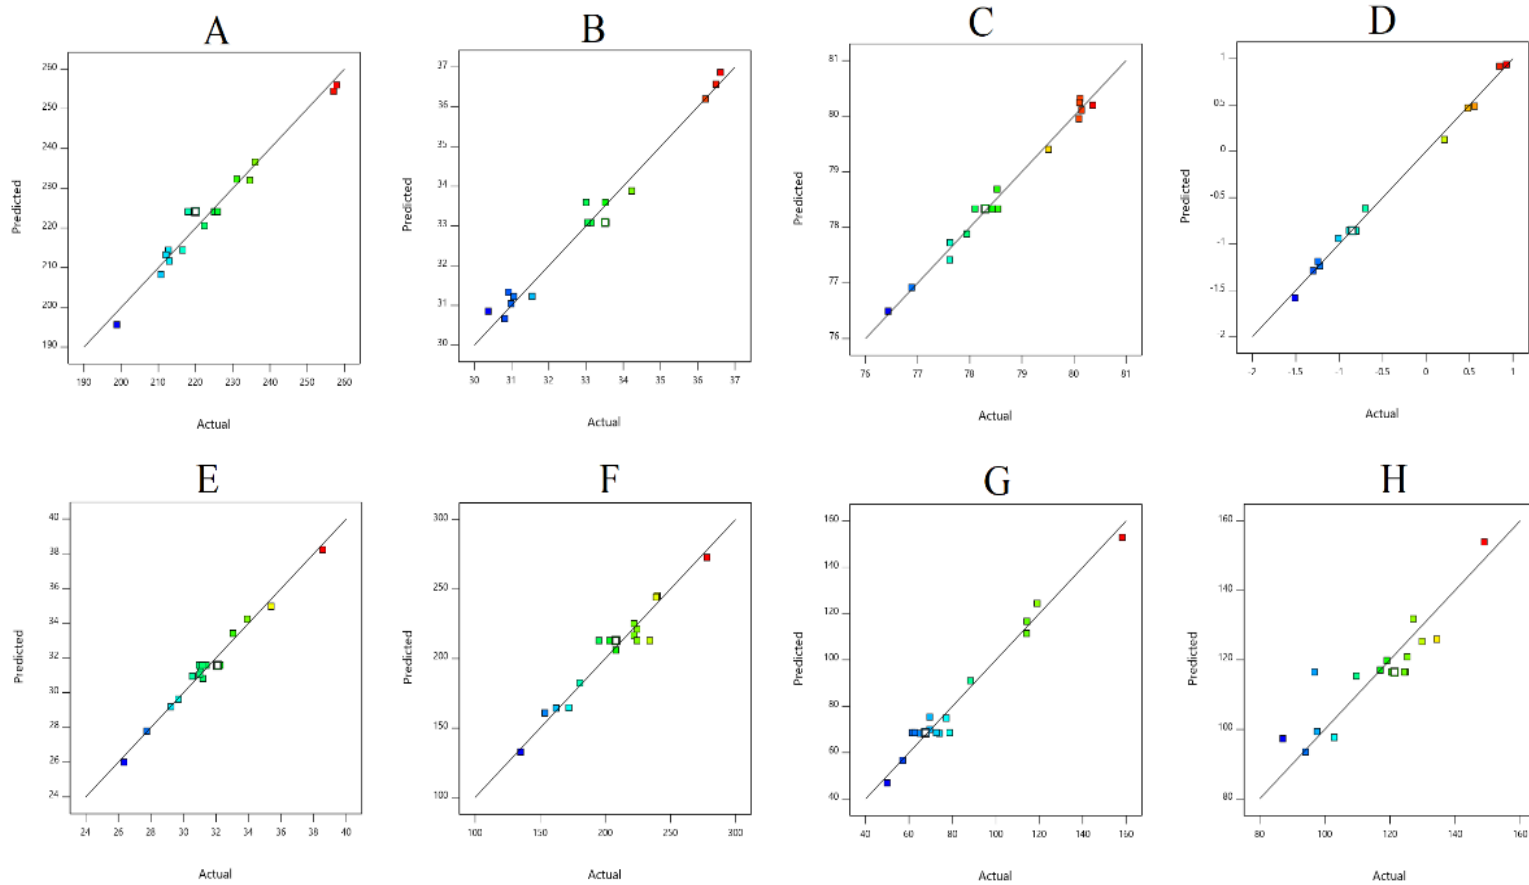 A
260
250
240
230
220
210
200
190
Predicted
190 200 210 220 230 240 250 260
Actual
B
37
36
35
34
33
32
31
30
Predicted
30 31 32 33 34 35 36 37
Actual
C
81
80
79
78
77
76
Predicted
76 77 78 79 80 81
Actual
D
1
0.5
0
-0.5
-1
-1.5
-2
Predicted
-2 -1.5 -1 -0.5 0 0.5 1
Actual
E
40
38
36
34
32
30
28
26
24
Predicted
24 26 28 30 32 34 36 38 40
Actual
F
300
250
200
150
100
Predicted
100 150 200 250 300
Actual
G
160
140
120
100
80
60
40
Predicted
40 60 80 100 120 140 160
Actual
H
160
140
120
100
80
Predicted
80 100 120 140 160
Actual